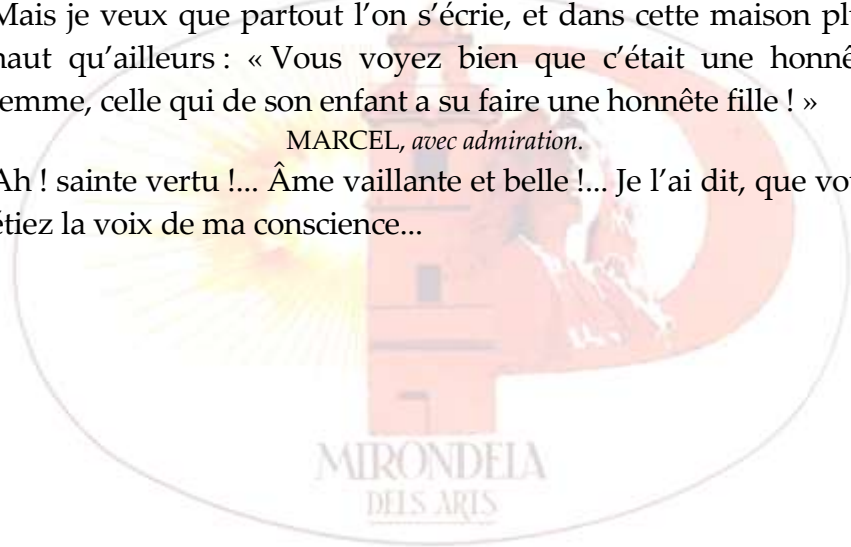 Mais je veux que partout l’on s’écrie, et dans cette maison
haut qu’ailleurs : « Vous voyez bien que c’était une
femme, celle qui de son enfant a su faire une honnête fille ! »
MARCEL, avec admiration.
Ah ! sainte vertu !... Âme vaillante et belle !... Je l’ai dit, que
étiez la voix de ma conscience...
MIRONDELA
DELS ARTS